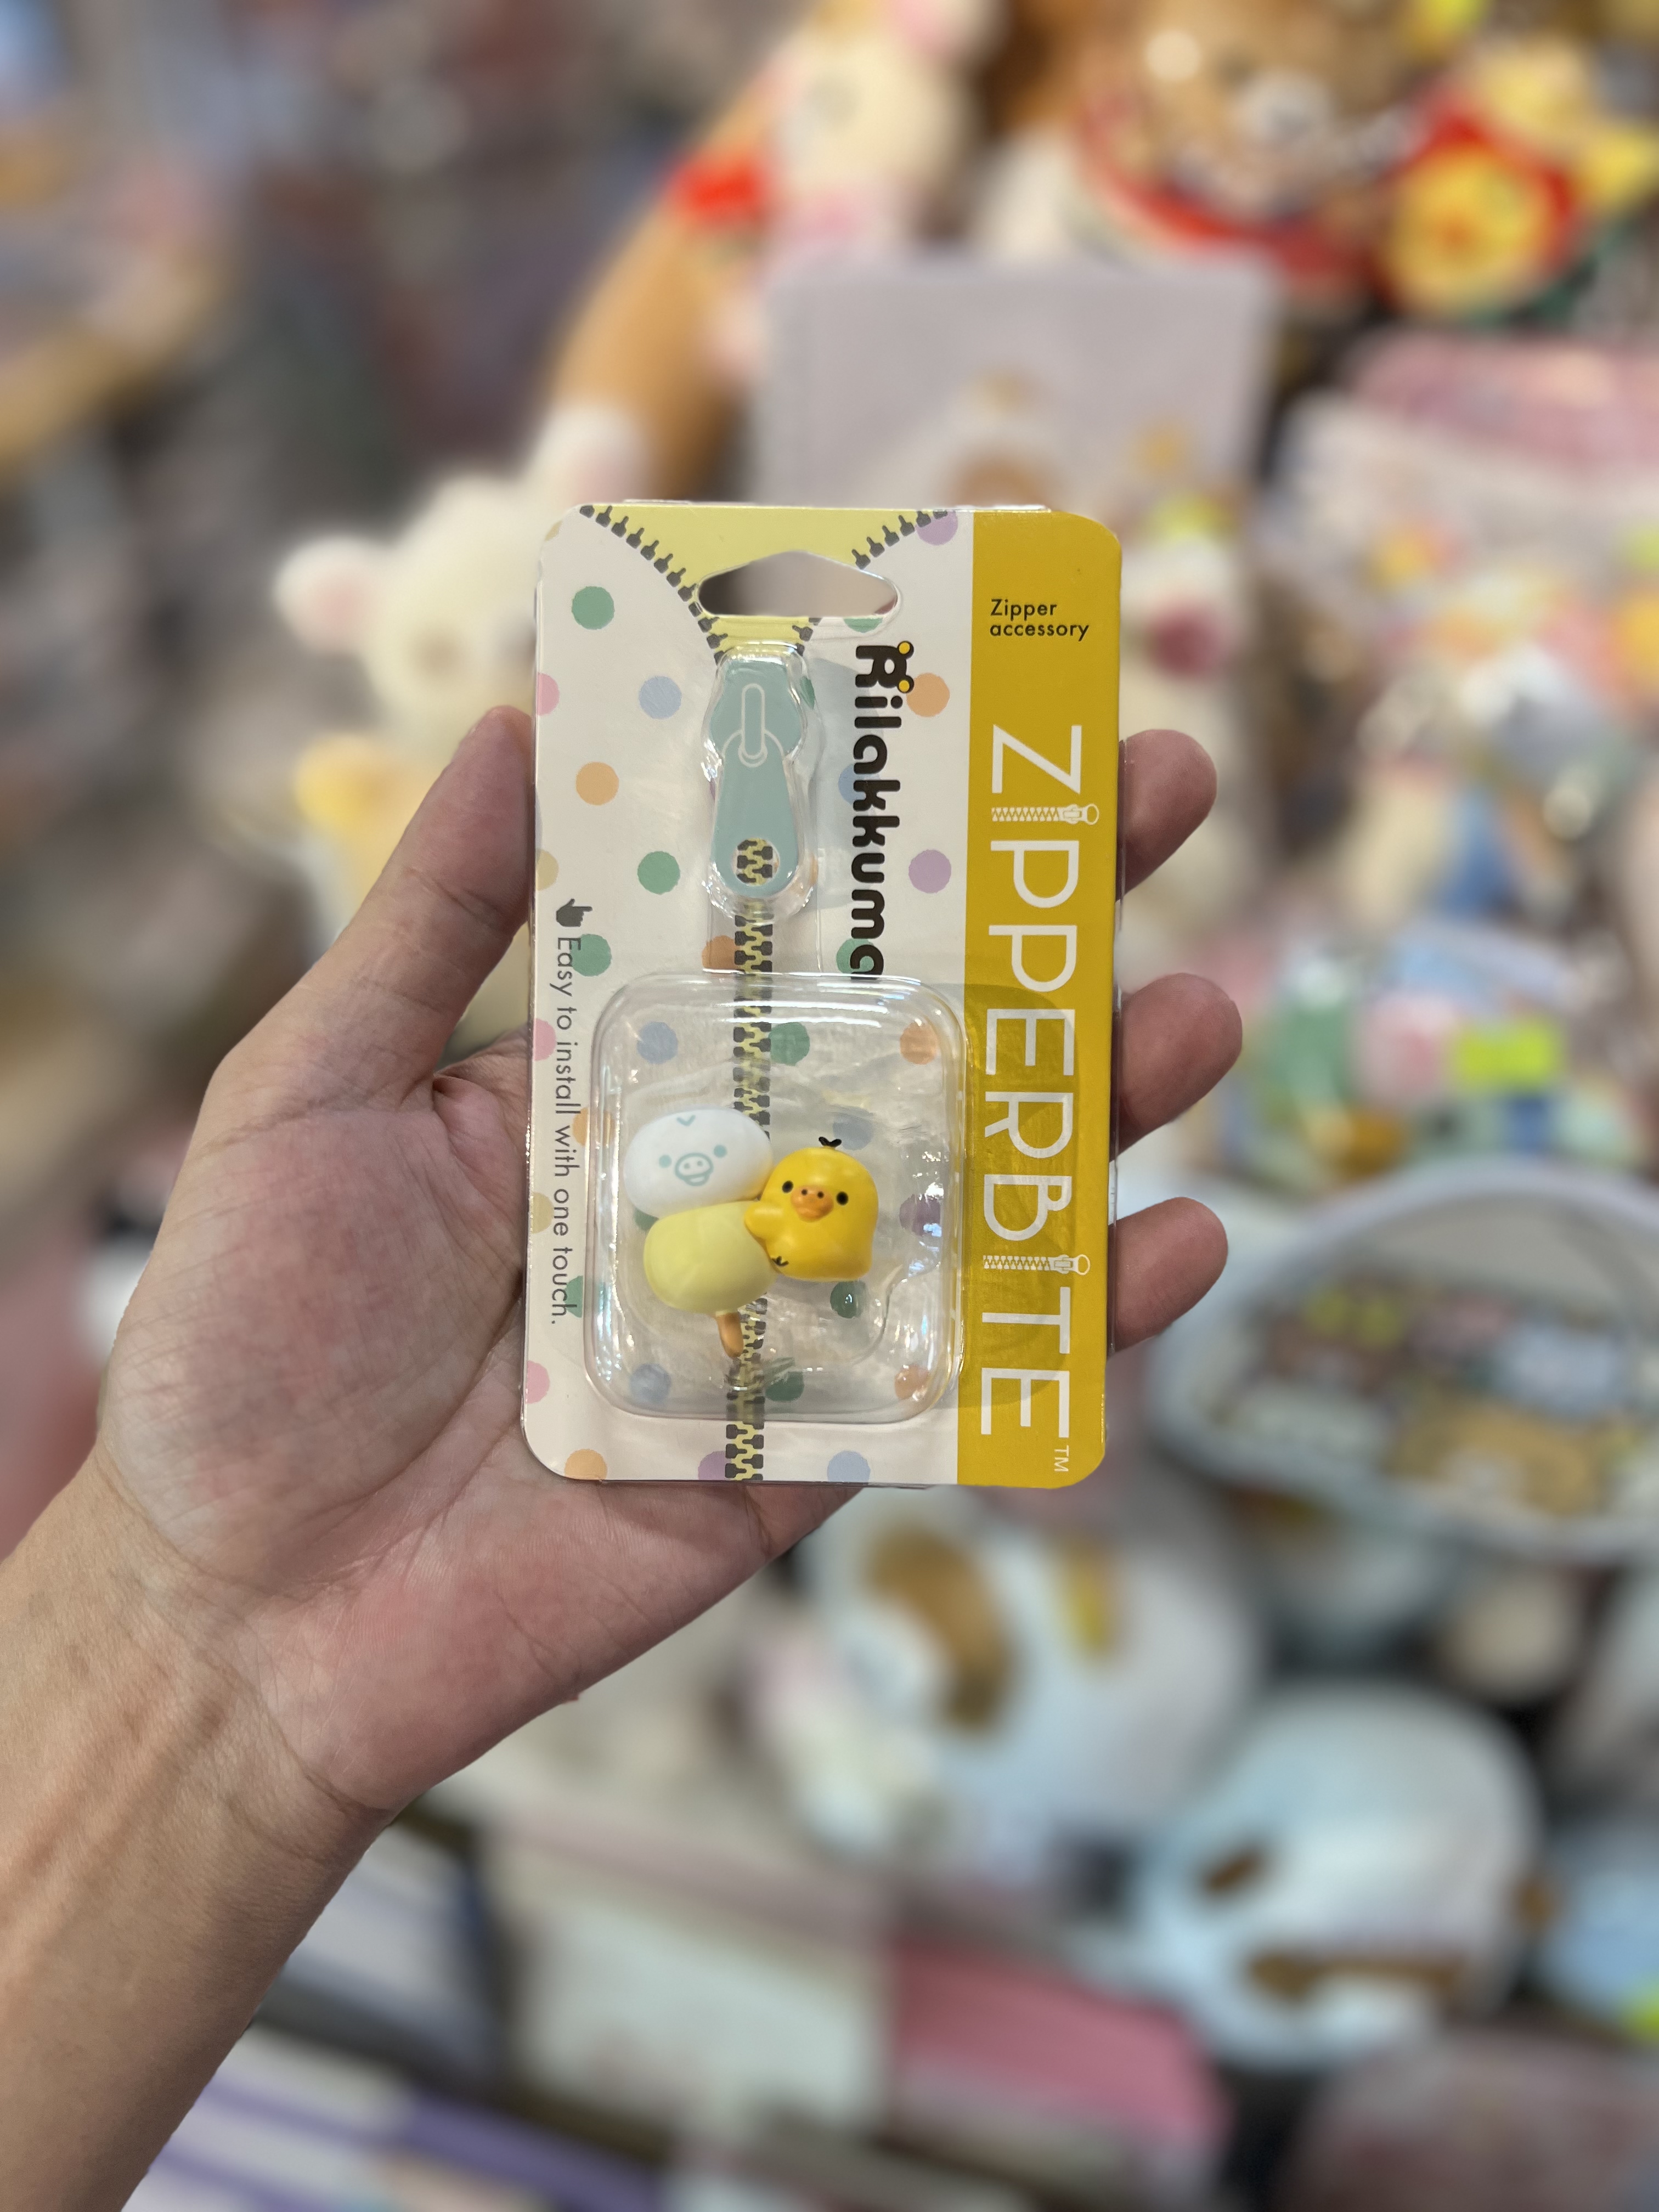 Zipper
accessory
ZIPPERBITE™
Rilakkuma
Easy to install with one touch.